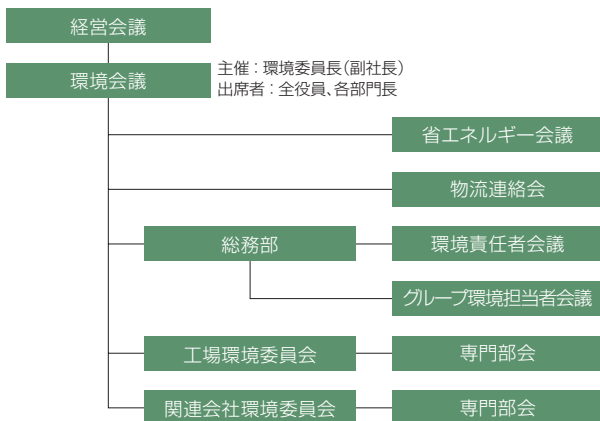 経営会議
環境会議
主催：環境委員長（副社長）
出席者：全役員、各部門長
省エネルギー会議
物流連絡会
総務部
環境責任者会議
グループ環境担当者会議
工場環境委員会
専門部会
関連会社環境委員会
専門部会